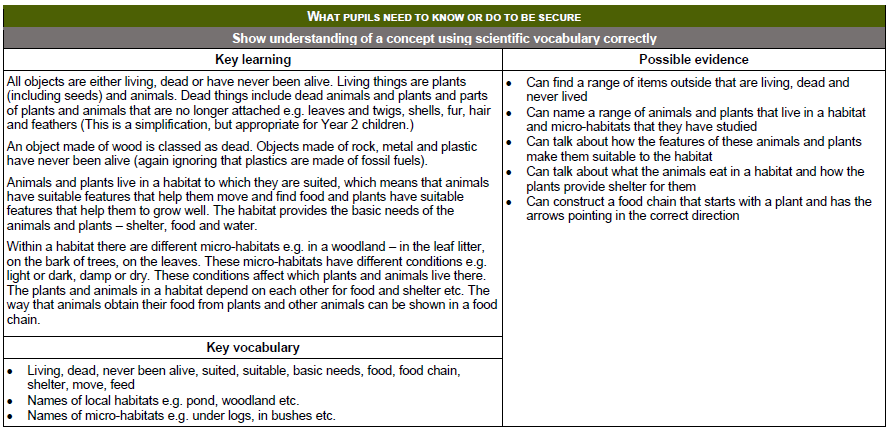 WHAT PUPILS NEED TO KNOW OR DO TO BE SECURE
Show understanding of a concept using scientific vocabulary correctly
Key learning
All objects are either living, dead or have never been alive. Living things are plants
(including seeds) and animals. Dead things include dead animals and plants and parts
of plants and animals that are no longer attached e.g. leaves and twigs, shells, fur, hair
and feathers (This is a simplification, but appropriate for Year 2 children.)
An object made of wood is classed as dead. Objects made of rock, metal and plastic
have never been alive (again ignoring that plastics are made of fossil fuels).
Animals and plants live in a habitat to which they are suited, which means that animals
have suitable features that help them move and find food and plants have suitable
features that help them to grow well. The habitat provides the basic needs of the
animals and plants – shelter, food and water.
Within a habitat there are different micro-habitats e.g. in a woodland – in the leaf litter,
on the bark of trees, on the leaves. These micro-habitats have different conditions e.g.
light or dark, damp or dry. These conditions affect which plants and animals live there.
The plants and animals in a habitat depend on each other for food and shelter etc. The
way that animals obtain their food from plants and other animals can be shown in a food
chain.
Key vocabulary
• Living, dead, never been alive, suited, suitable, basic needs, food, food chain,
shelter, move, feed
• Names of local habitats e.g. pond, woodland etc.
• Names of micro-habitats e.g. under logs, in bushes etc.
Possible evidence
• Can find a range of items outside that are living, dead and
never lived
• Can name a range of animals and plants that live in a habitat
and micro-habitats that they have studied
• Can talk about how the features of these animals and plants
make them suitable to the habitat
• Can talk about what the animals eat in a habitat and how the
plants provide shelter for them
• Can construct a food chain that starts with a plant and has the
arrows pointing in the correct direction